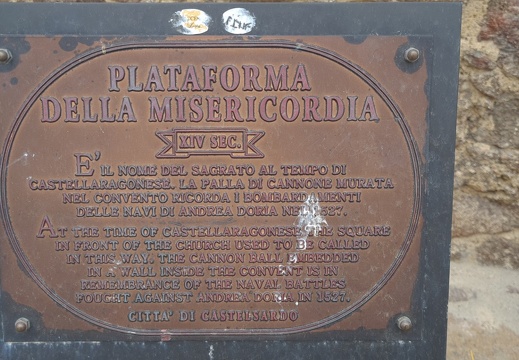 PLATAFORMA
DELLA MISERICORDIA
XIV SEC.
E' IL NOME DEL SAGRATO AL TEMPO DI
CASTELLARAGONESE. LA PALLA DI CANNONE MURATA
NEL CONVENTO RICORDA I BOMBARDAMENTI
DELLE NAVI DI ANDREA DORIA NEL 1527.
AT THE TIME OF CASTELLARAGONESE THE SQUARE
IN FRONT OF THE CHURCH USED TO BE CALLED
IN THIS WAY. THE CANNON BALL EMBEDDED
IN A WALL INSIDE THE CONVENT IS IN
REMEMBRANCE OF THE NAVAL BATTLES
FOUGHT AGAINST ANDREA DORIA IN 1527.
CITTA' DI CASTELSARDO